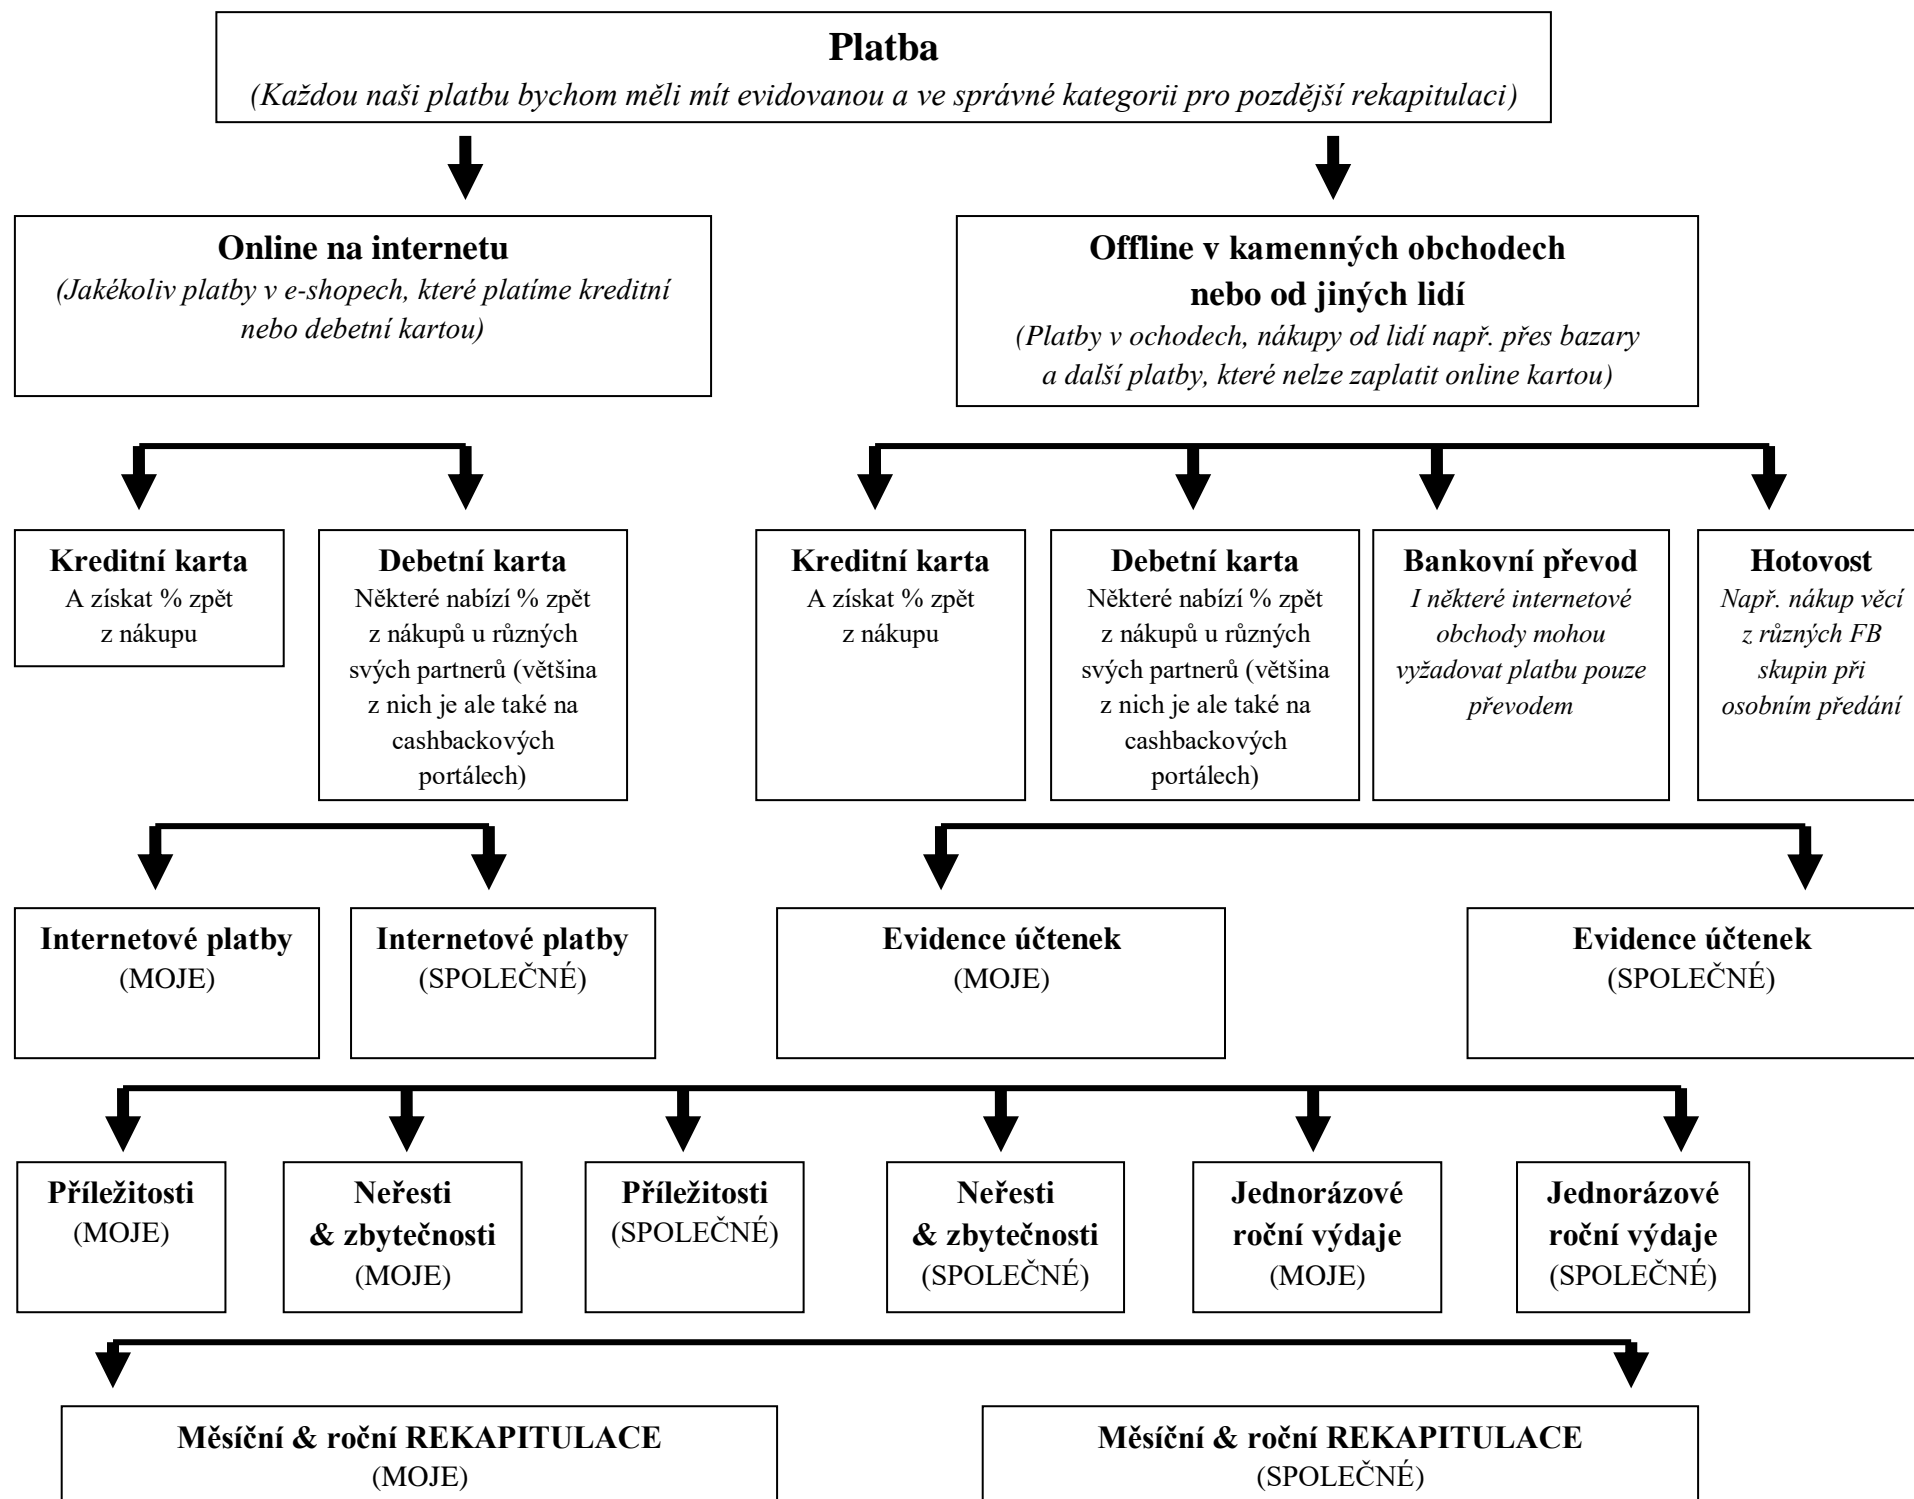 Platba
(Každou naši platbu bychom měli mít evidovanou a ve správné kategorii pro pozdější rekapitulaci)
Online na internetu
(Jakékoliv platby v e-shopech, které platíme kreditní
nebo debetní kartou)
Offline v kamenných obchodech
nebo od jiných lidí
(Platby v ochodech, nákupy od lidí např. přes bazary
a další platby, které nelze zaplatit online kartou)
Kreditní karta
A získat % zpět
z nákupu
Debetní karta
Některé nabízí % zpět
z nákupů u různých
svých partnerů (většina
z nich je ale také na
cashbackových
portálech)
Kreditní karta
A získat % zpět
z nákupu
Debetní karta
Některé nabízí % zpět
z nákupů u různých
svých partnerů (většina
z nich je ale také na
cashbackových
portálech)
Bankovní převod
I některé internetové
obchody mohou
vyžadovat platbu pouze
převodem
Hotovost
Např. nákup věcí
z různých FB
skupin při
osobním předání
Internetové platby
(MOJE)
Internetové platby
(SPOLEČNÉ)
Evidence účtenek
(MOJE)
Evidence účtenek
(SPOLEČNÉ)
Příležitosti
(MOJE)
Neřesti
& zbytečnosti
(MOJE)
Příležitosti
(SPOLEČNÉ)
Neřesti
& zbytečnosti
(SPOLEČNÉ)
Jednorázové
roční výdaje
(MOJE)
Jednorázové
roční výdaje
(SPOLEČNÉ)
Měsíční & roční REKAPITULACE
(MOJE)
Měsíční & roční REKAPITULACE
(SPOLEČNÉ)